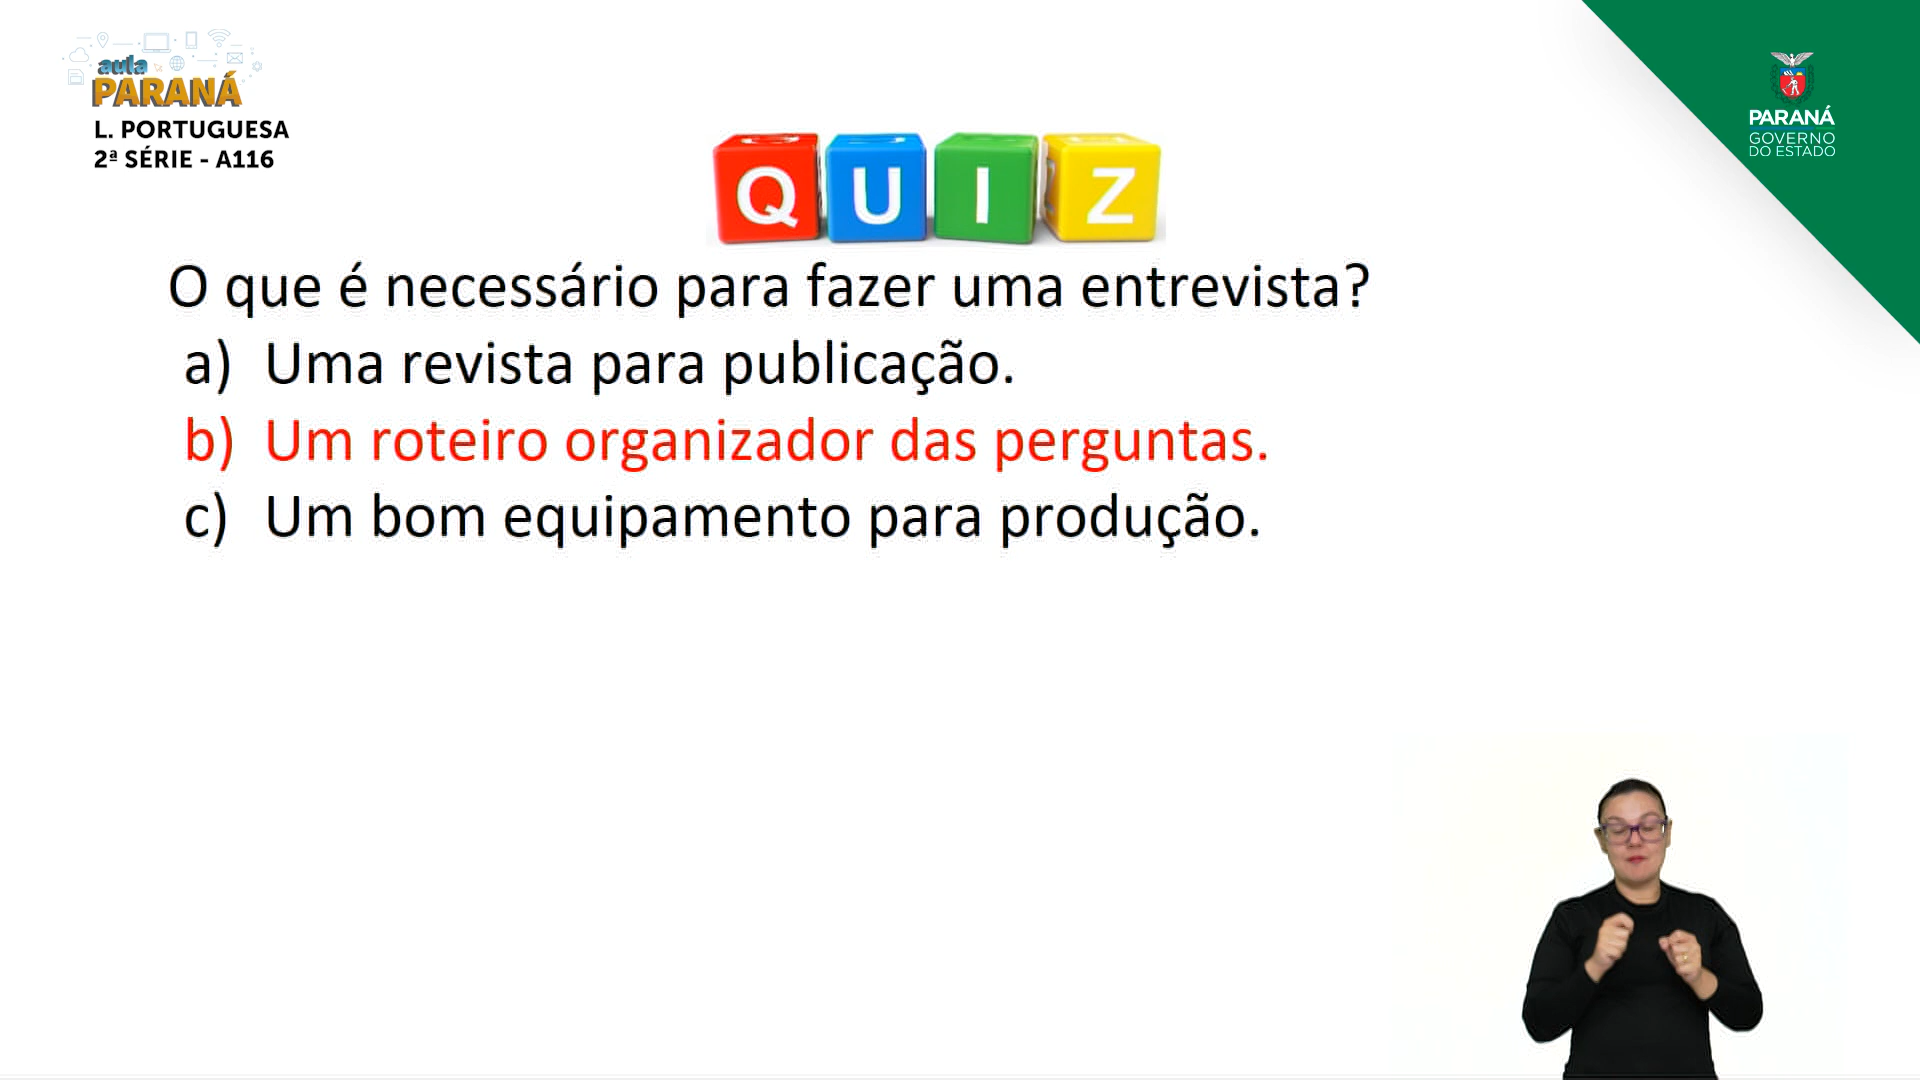 aula
PARANÁ
L. PORTUGUESA
2ª SÉRIE - A116
PARANÁ
GOVERNO
DO ESTADO
QUIZ
O que é necessário para fazer uma entrevista?
a) Uma revista para publicação.
b) Um roteiro organizador das perguntas.
c) Um bom equipamento para produção.